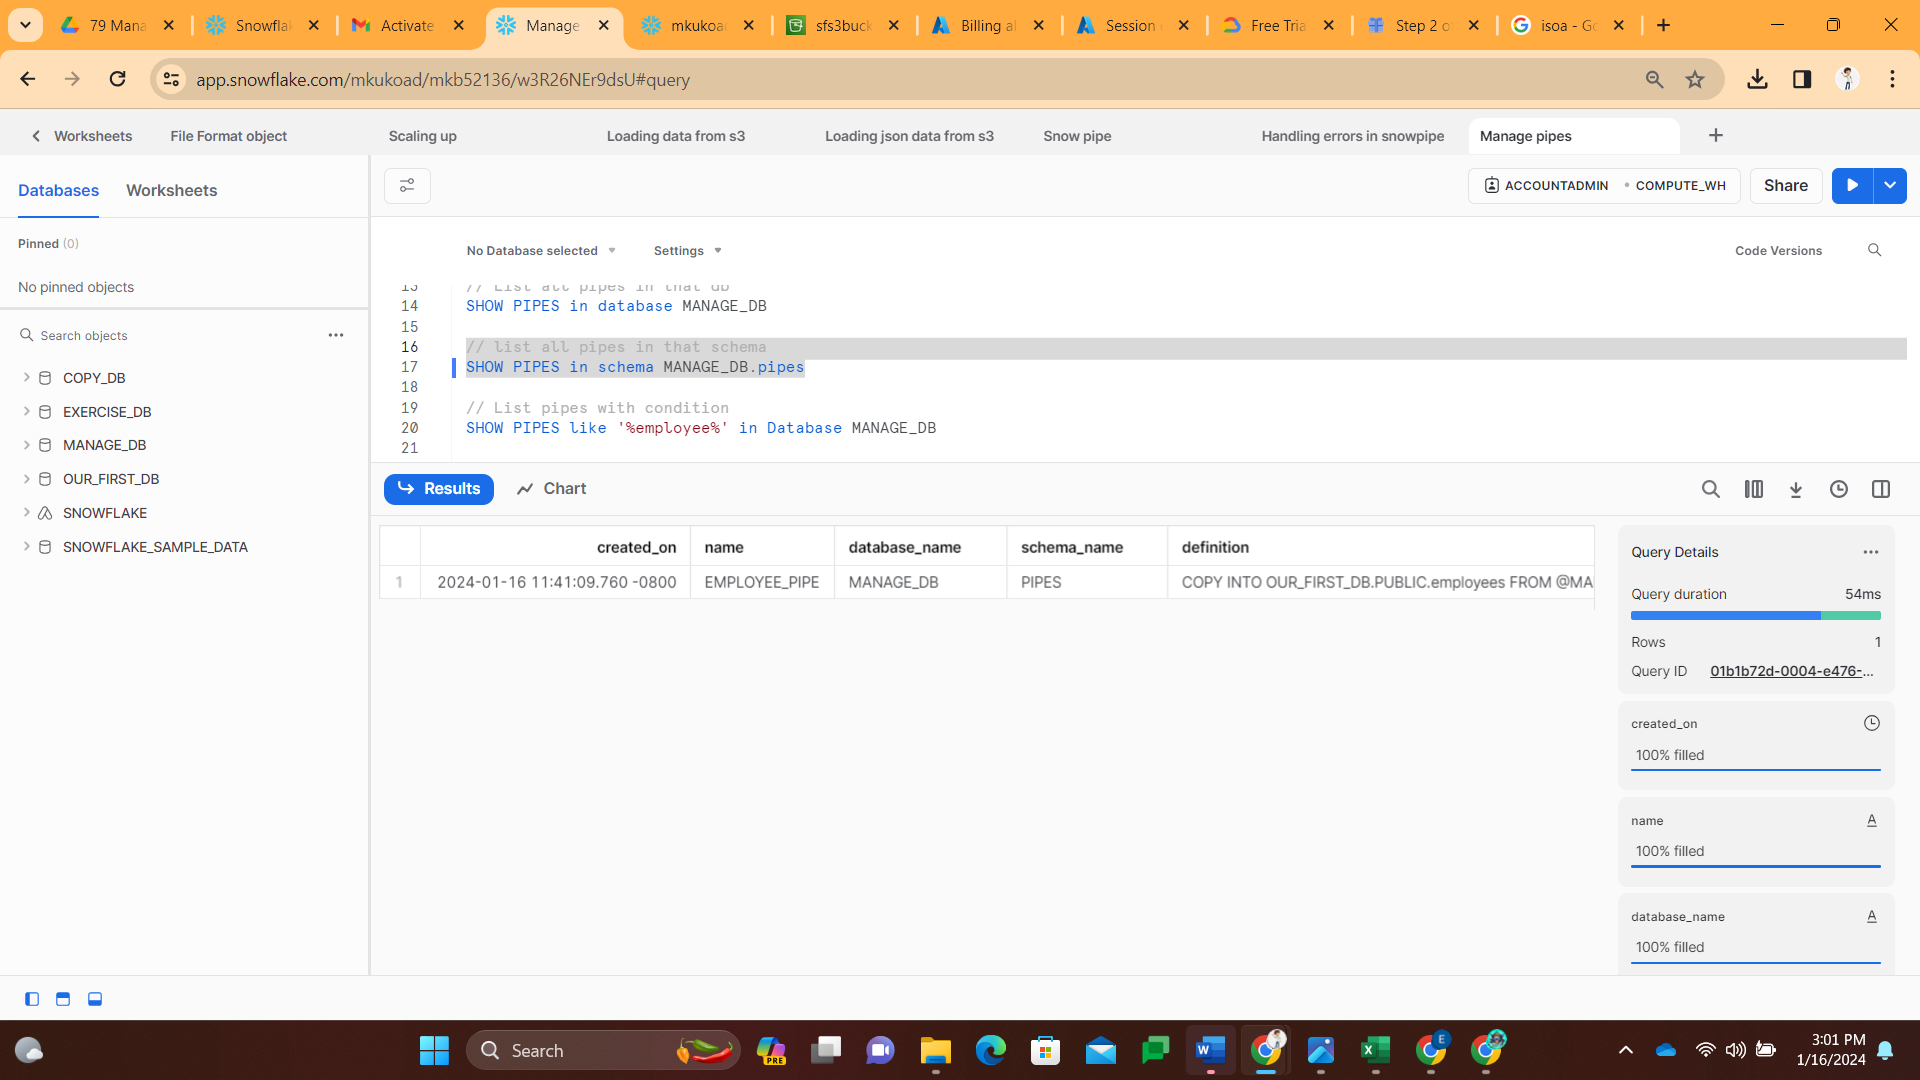 79 Mana
Snowfla
Activate
Manage
mkukoa
sfs3buck
Billing al
Session
Free Tria
Step 2 o
isoa - Go
app.snowflake.com/mkukoad/mkb52136/w3R26NEr9dsU#query
Worksheets
File Format object
Scaling up
Loading data from s3
Loading json data from s3
Snow pipe
Handling errors in snowpipe
Manage pipes
Databases
Worksheets
ACCOUNTADMIN
COMPUTE_WH
Share
Pinned (0)
No pinned objects
Search objects
COPY_DB
EXERCISE_DB
MANAGE_DB
OUR_FIRST_DB
SNOWFLAKE
SNOWFLAKE_SAMPLE_DATA
No Database selected
Settings
Code Versions
13 // List all pipes in that db
14 SHOW PIPES in database MANAGE_DB
15
16 // list all pipes in that schema
17 SHOW PIPES in schema MANAGE_DB.pipes
18
19 // List pipes with condition
20 SHOW PIPES like '%employee%' in Database MANAGE_DB
21
Results
Chart
created_on name database_name schema_name definition
1 2024-01-16 11:41:09.760 -0800 EMPLOYEE_PIPE MANAGE_DB PIPES COPY INTO OUR_FIRST_DB.PUBLIC.employees FROM @MA
Query Details
Query duration 54ms
Rows 1
Query ID 01b1b72d-0004-e476-...
created_on
100% filled
name A
100% filled
database_name A
100% filled
Search
PRE
W
X
E
3:01 PM
1/16/2024